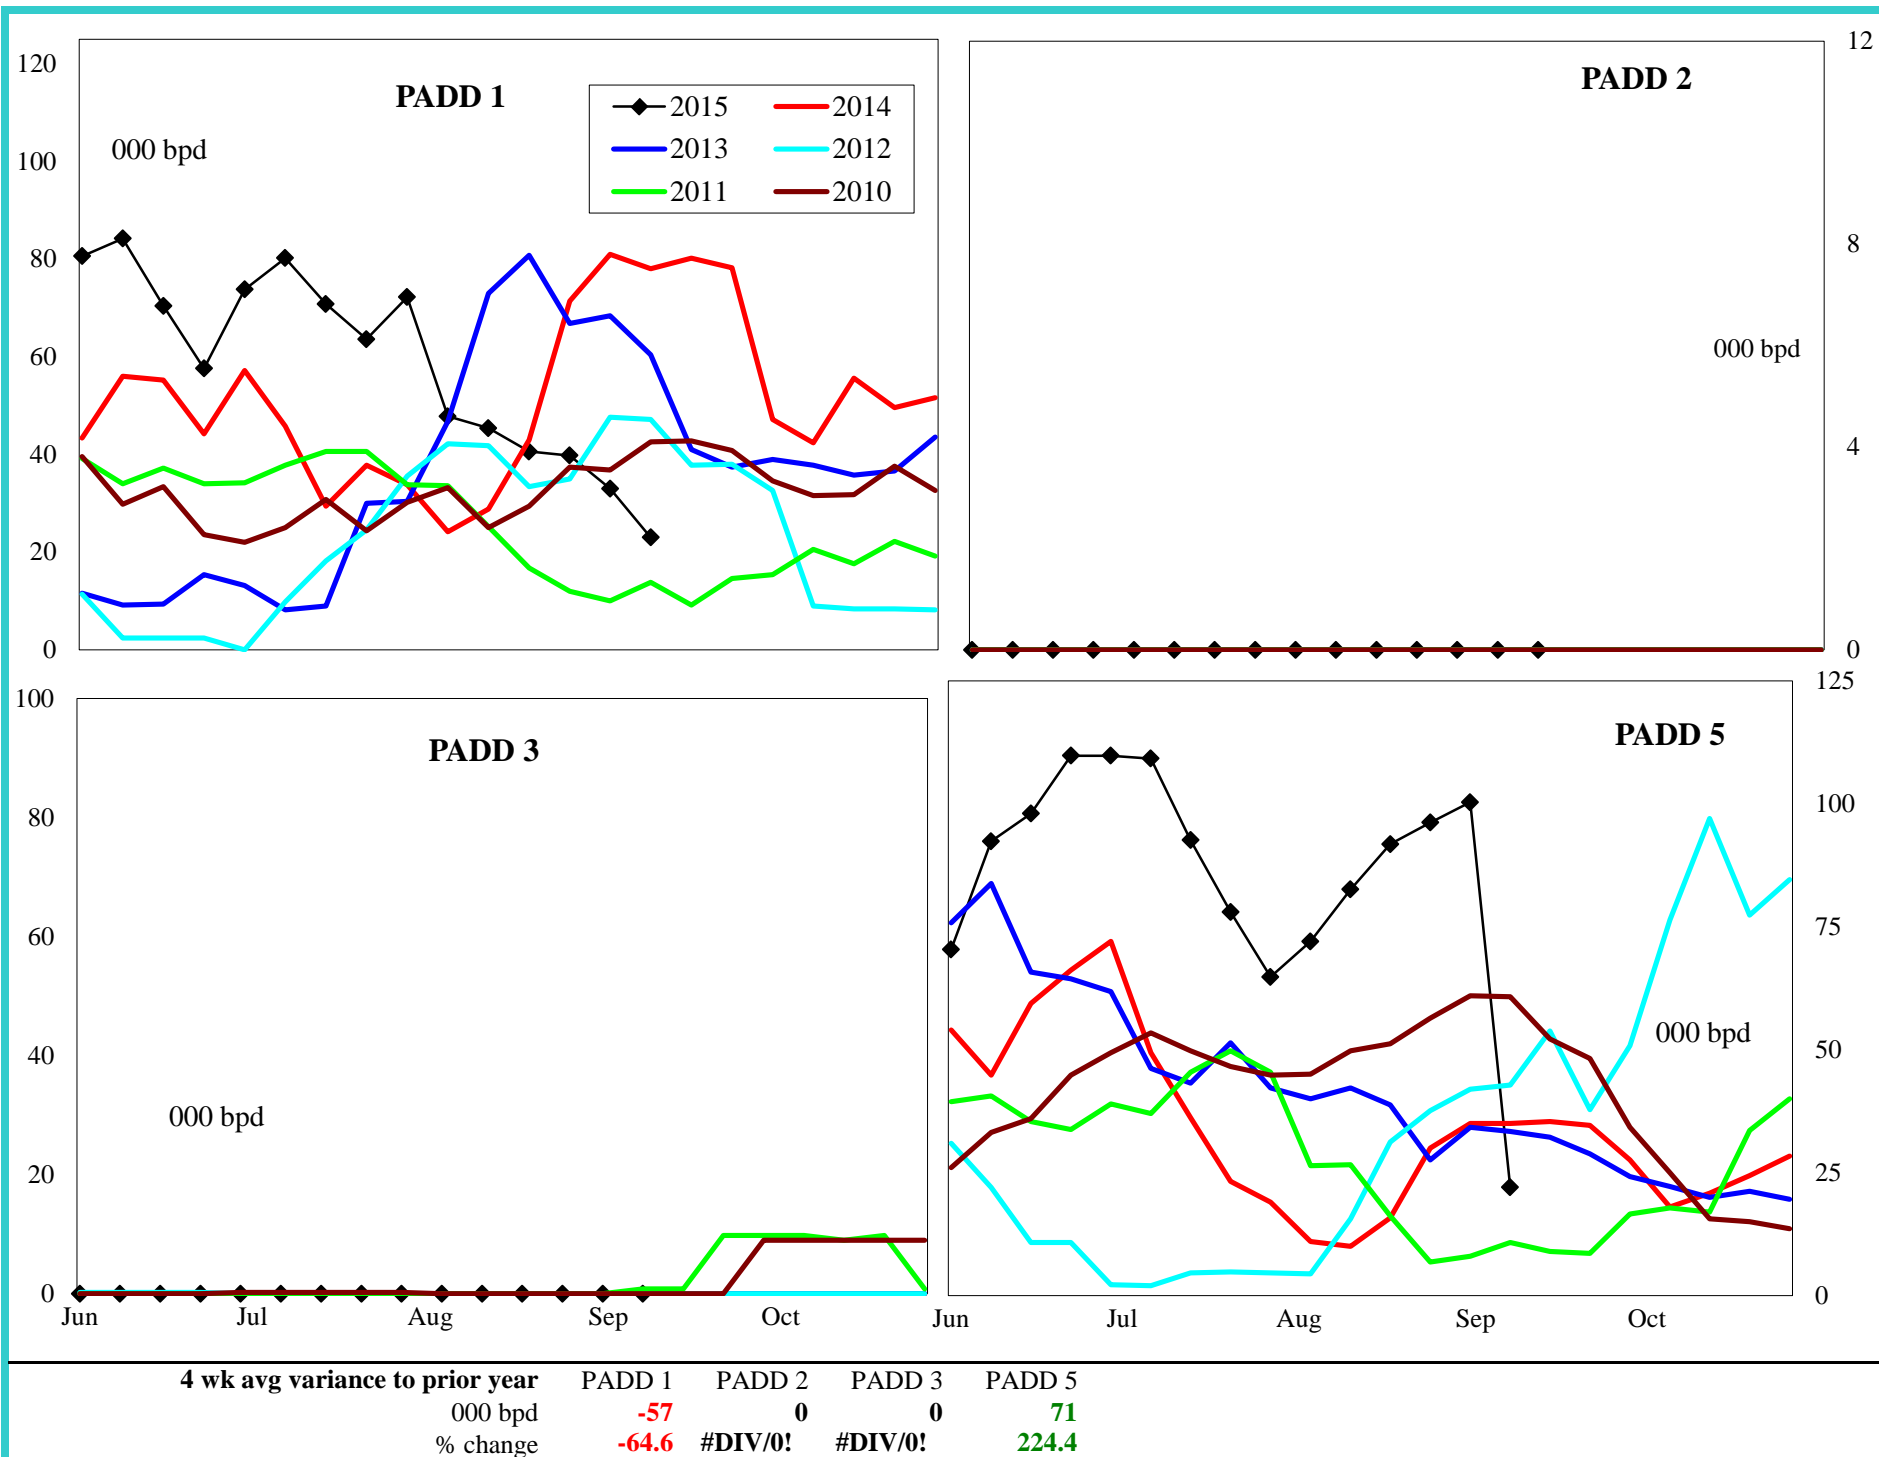 PADD 1
000 bpd
2015 2014
2013 2012
2011 2010
120
100
80
60
40
20
0
PADD 2
000 bpd
12
8
4
0
PADD 3
000 bpd
100
80
60
40
20
0
Jun Jul Aug Sep Oct
PADD 5
000 bpd
125
100
75
50
25
0
Jun Jul Aug Sep Oct
4 wk avg variance to prior year PADD 1 PADD 2 PADD 3 PADD 5
000 bpd -57 0 0 71
% change -64.6 #DIV/0! #DIV/0! 224.4